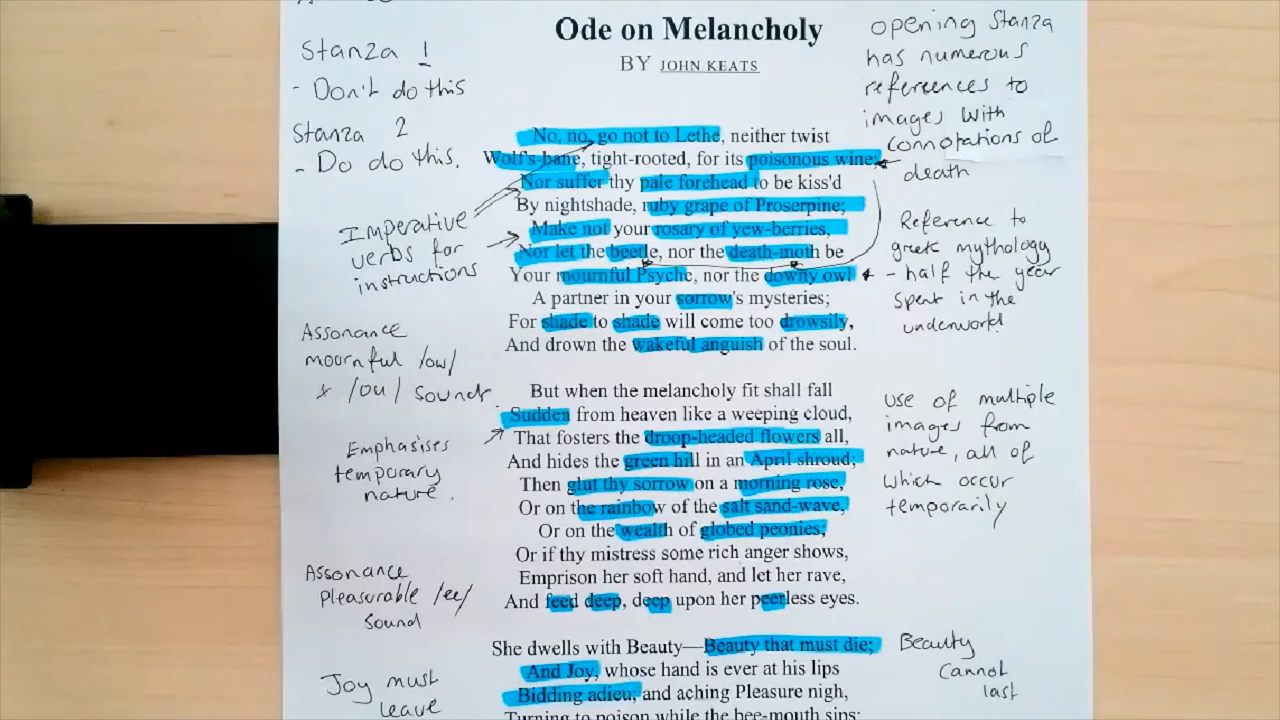 Ode on Melancholy
BY JOHN KEATS
Stanza 1
- Don't do this
Stanza 2
- Do do this.
Imperative
verbs for
instructions
Assonance
moornful /ow/
+ /ou/ sounds.
Emphasises
temporary
nature.
Assonance
Pleasurable /ee/
sound
Joy must
leave
No, no, go not to Lethe, neither twist
Wolf's-bane, tight-rooted, for its poisonous wine;
Nor suffer thy pale forehead to be kiss'd
By nightshade, ruby grape of Proserpine;
Make not your rosary of yew-berries,
Nor let the beetle, nor the death-moth be
Your mournful Psyche, nor the downy owl
A partner in your sorrow's mysteries;
For shade to shade will come too drowsily,
And drown the wakeful anguish of the soul.
But when the melancholy fit shall fall
Sudden from heaven like a weeping cloud,
That fosters the droop-headed flowers all,
And hides the green hill in an April shroud;
Then glut thy sorrow on a morning rose,
Or on the rainbow of the salt sand-wave,
Or on the wealth of globed peonies;
Or if thy mistress some rich anger shows,
Emprison her soft hand, and let her rave,
And feed deep, deep upon her peerless eyes.
She dwells with Beauty—Beauty that must die;
And Joy, whose hand is ever at his lips
Bidding adieu; and aching Pleasure nigh,
Turning to poison while the bee-mouth sips:
opening Stanza
has numerous
references to
images with
connotations of
death
Reference to
greek mythology
- half the year
spent in the
underworld.
use of multiple
images from
nature, all of
which occur
temporarily
Beauty
Cannot
last